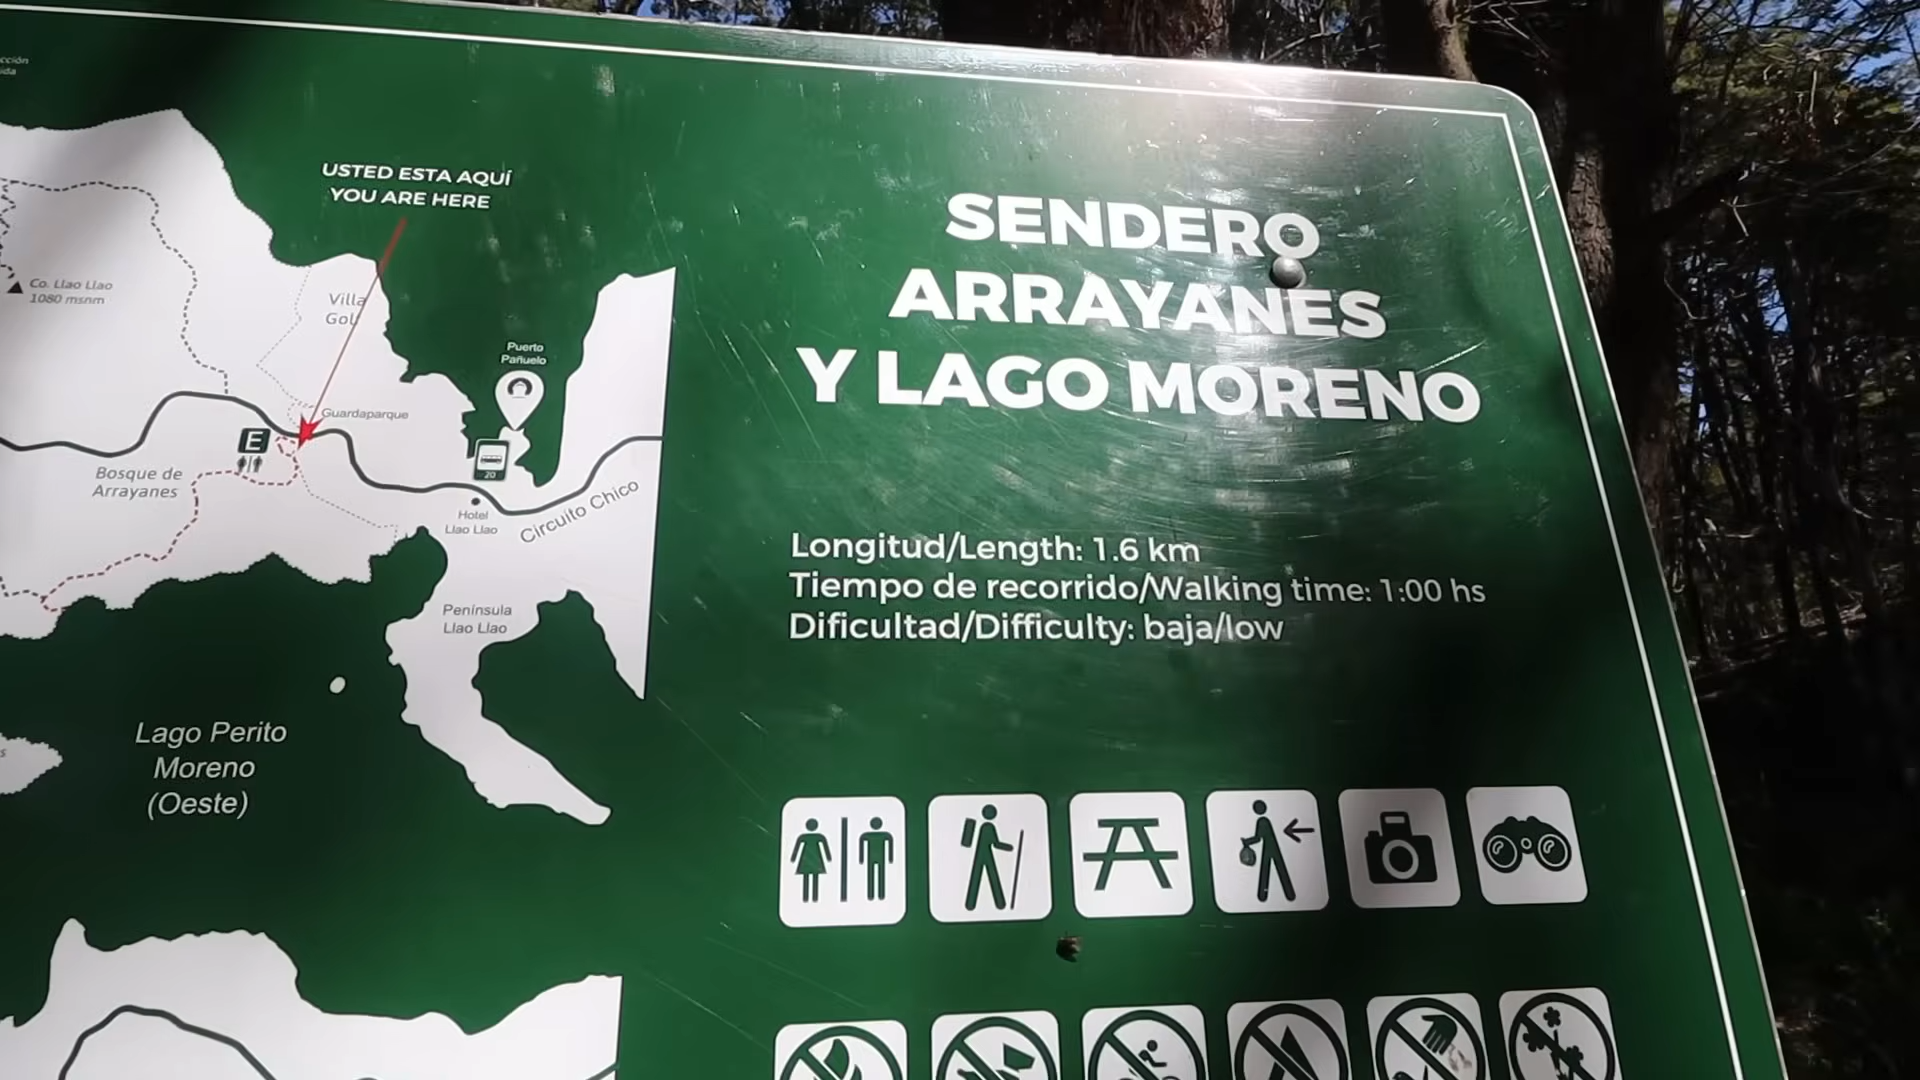 USTED ESTA AQUÍ
YOU ARE HERE
Co. Llao Llao
1080 msnm
Villa
Golf
Puerto
Pañuelo
Guardaparque
E
20
Bosque de
Arrayanes
Hotel
Llao Llao
Circuito Chico
Península
Llao Llao
Lago Perito
Moreno
(Oeste)
SENDERO
ARRAYANES
Y LAGO MORENO
Longitud/Length: 1.6 km
Tiempo de recorrido/Walking time: 1:00 hs
Dificultad/Difficulty: baja/low